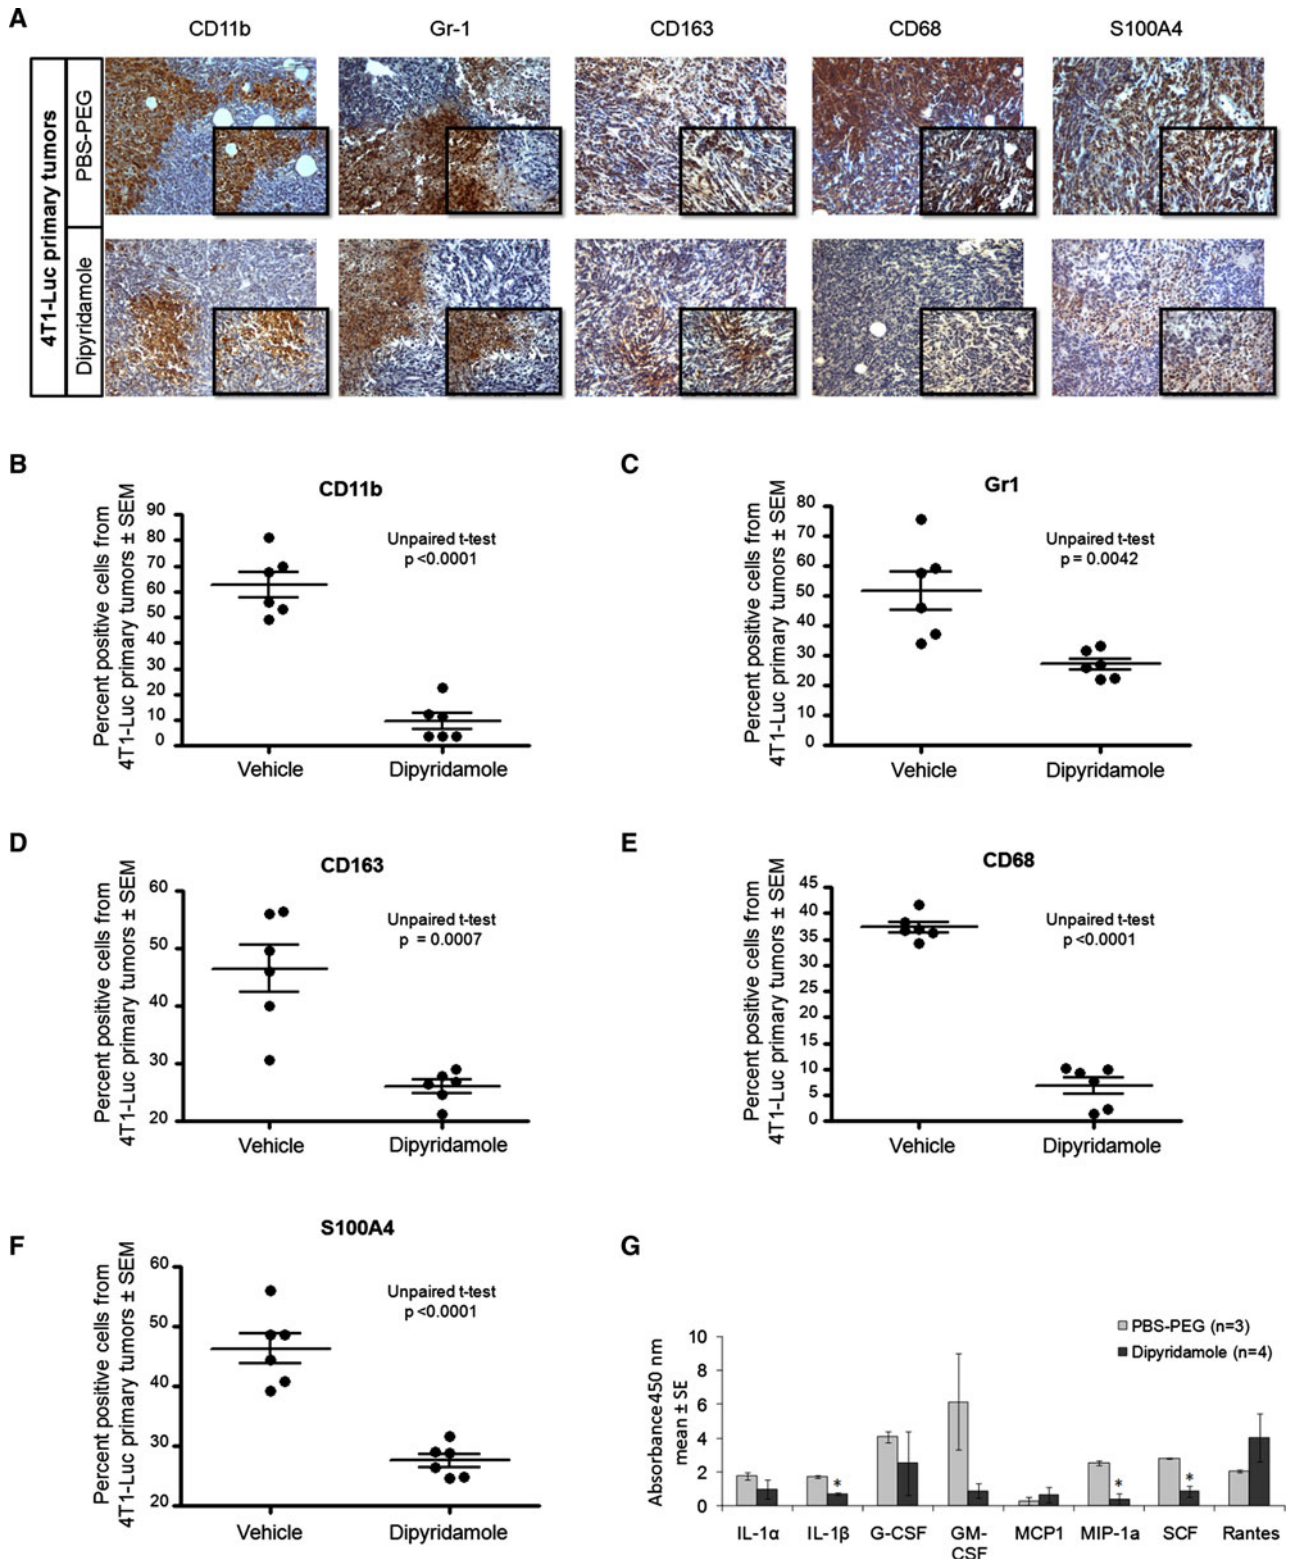 A
CD11b Gr-1 CD163 CD68 S100A4
4T1-Luc primary tumors
PBS-PEG
Dipyridamole
B
CD11b
Percent positive cells from
4T1-Luc primary tumors ± SEM
90
80
70
60
50
40
30
20
10
0
Unpaired t-test
p <0.0001
Vehicle Dipyridamole
C
Gr1
Percent positive cells from
4T1-Luc primary tumors ± SEM
80
70
60
50
40
30
20
10
0
Unpaired t-test
p = 0.0042
Vehicle Dipyridamole
D
CD163
Percent positive cells from
4T1-Luc primary tumors ± SEM
60
50
40
30
20
Unpaired t-test
p = 0.0007
Vehicle Dipyridamole
E
CD68
Percent positive cells from
4T1-Luc primary tumors ± SEM
45
40
35
30
25
20
15
10
5
0
Unpaired t-test
p <0.0001
Vehicle Dipyridamole
F
S100A4
Percent positive cells from
4T1-Luc primary tumors ± SEM
60
50
40
30
20
Unpaired t-test
p <0.0001
Vehicle Dipyridamole
G
Absorbance 450 nm
mean ± SE
10
8
6
4
2
0
PBS-PEG (n=3)
Dipyridamole (n=4)
* * *
IL-1α IL-1β G-CSF GM- MCP1 MIP-1a SCF Rantes
CSF